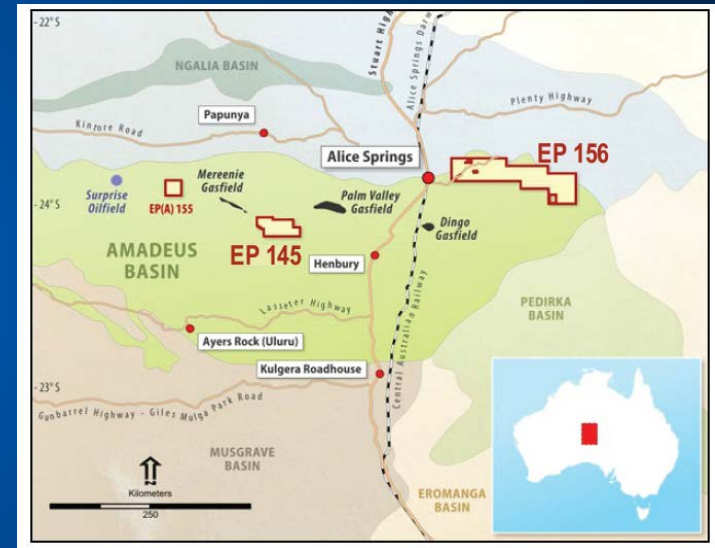 - 22° S
NGALIA BASIN
Stuart High
Alice Springs Darw
Plenty Highway
Papunya
Kintore Road
Alice Springs
EP 156
Mereenie
Gasfield
Surprise
Oilfield
EP(A) 155
Palm Valley
Gasfield
- 24° S
Dingo
Gasfield
AMADEUS
BASIN
EP 145
Henbury
PEDIRKA
BASIN
Lasseter Highway
Central Australian Railway
Ayers Rock (Uluru)
Kulgera Roadhouse
- 23° S
Gunbarrel Highway - Giles Mulga Park Road
MUSGRAVE
BASIN
Kilometers
250
EROMANGA
BASIN